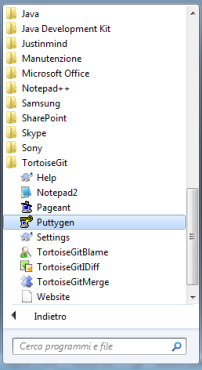 Java
Java Development Kit
Justinmind
Manutenzione
Microsoft Office
Notepad++
Samsung
SharePoint
Skype
Sony
TortoiseGit
Help
Notepad2
Pageant
Puttygen
Settings
TortoiseGitBlame
TortoiseGitIDiff
TortoiseGitMerge
Website
Indietro
Cerca programmi e file